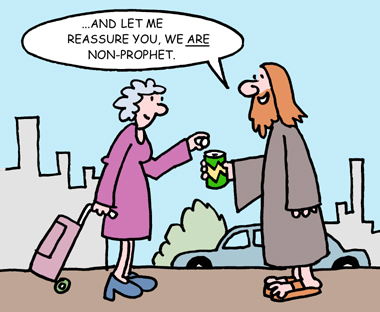 ...AND LET ME
REASSURE YOU, WE ARE
NON-PROPHET.